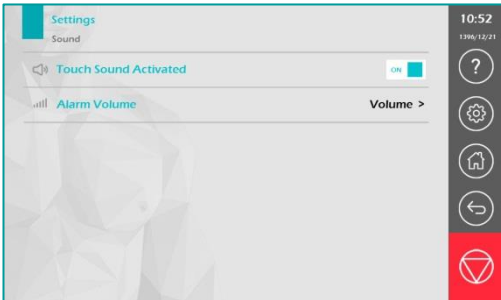 Settings
Sound
Touch Sound Activated
ON
Alarm Volume
Volume >
10:52
1396/12/21
?